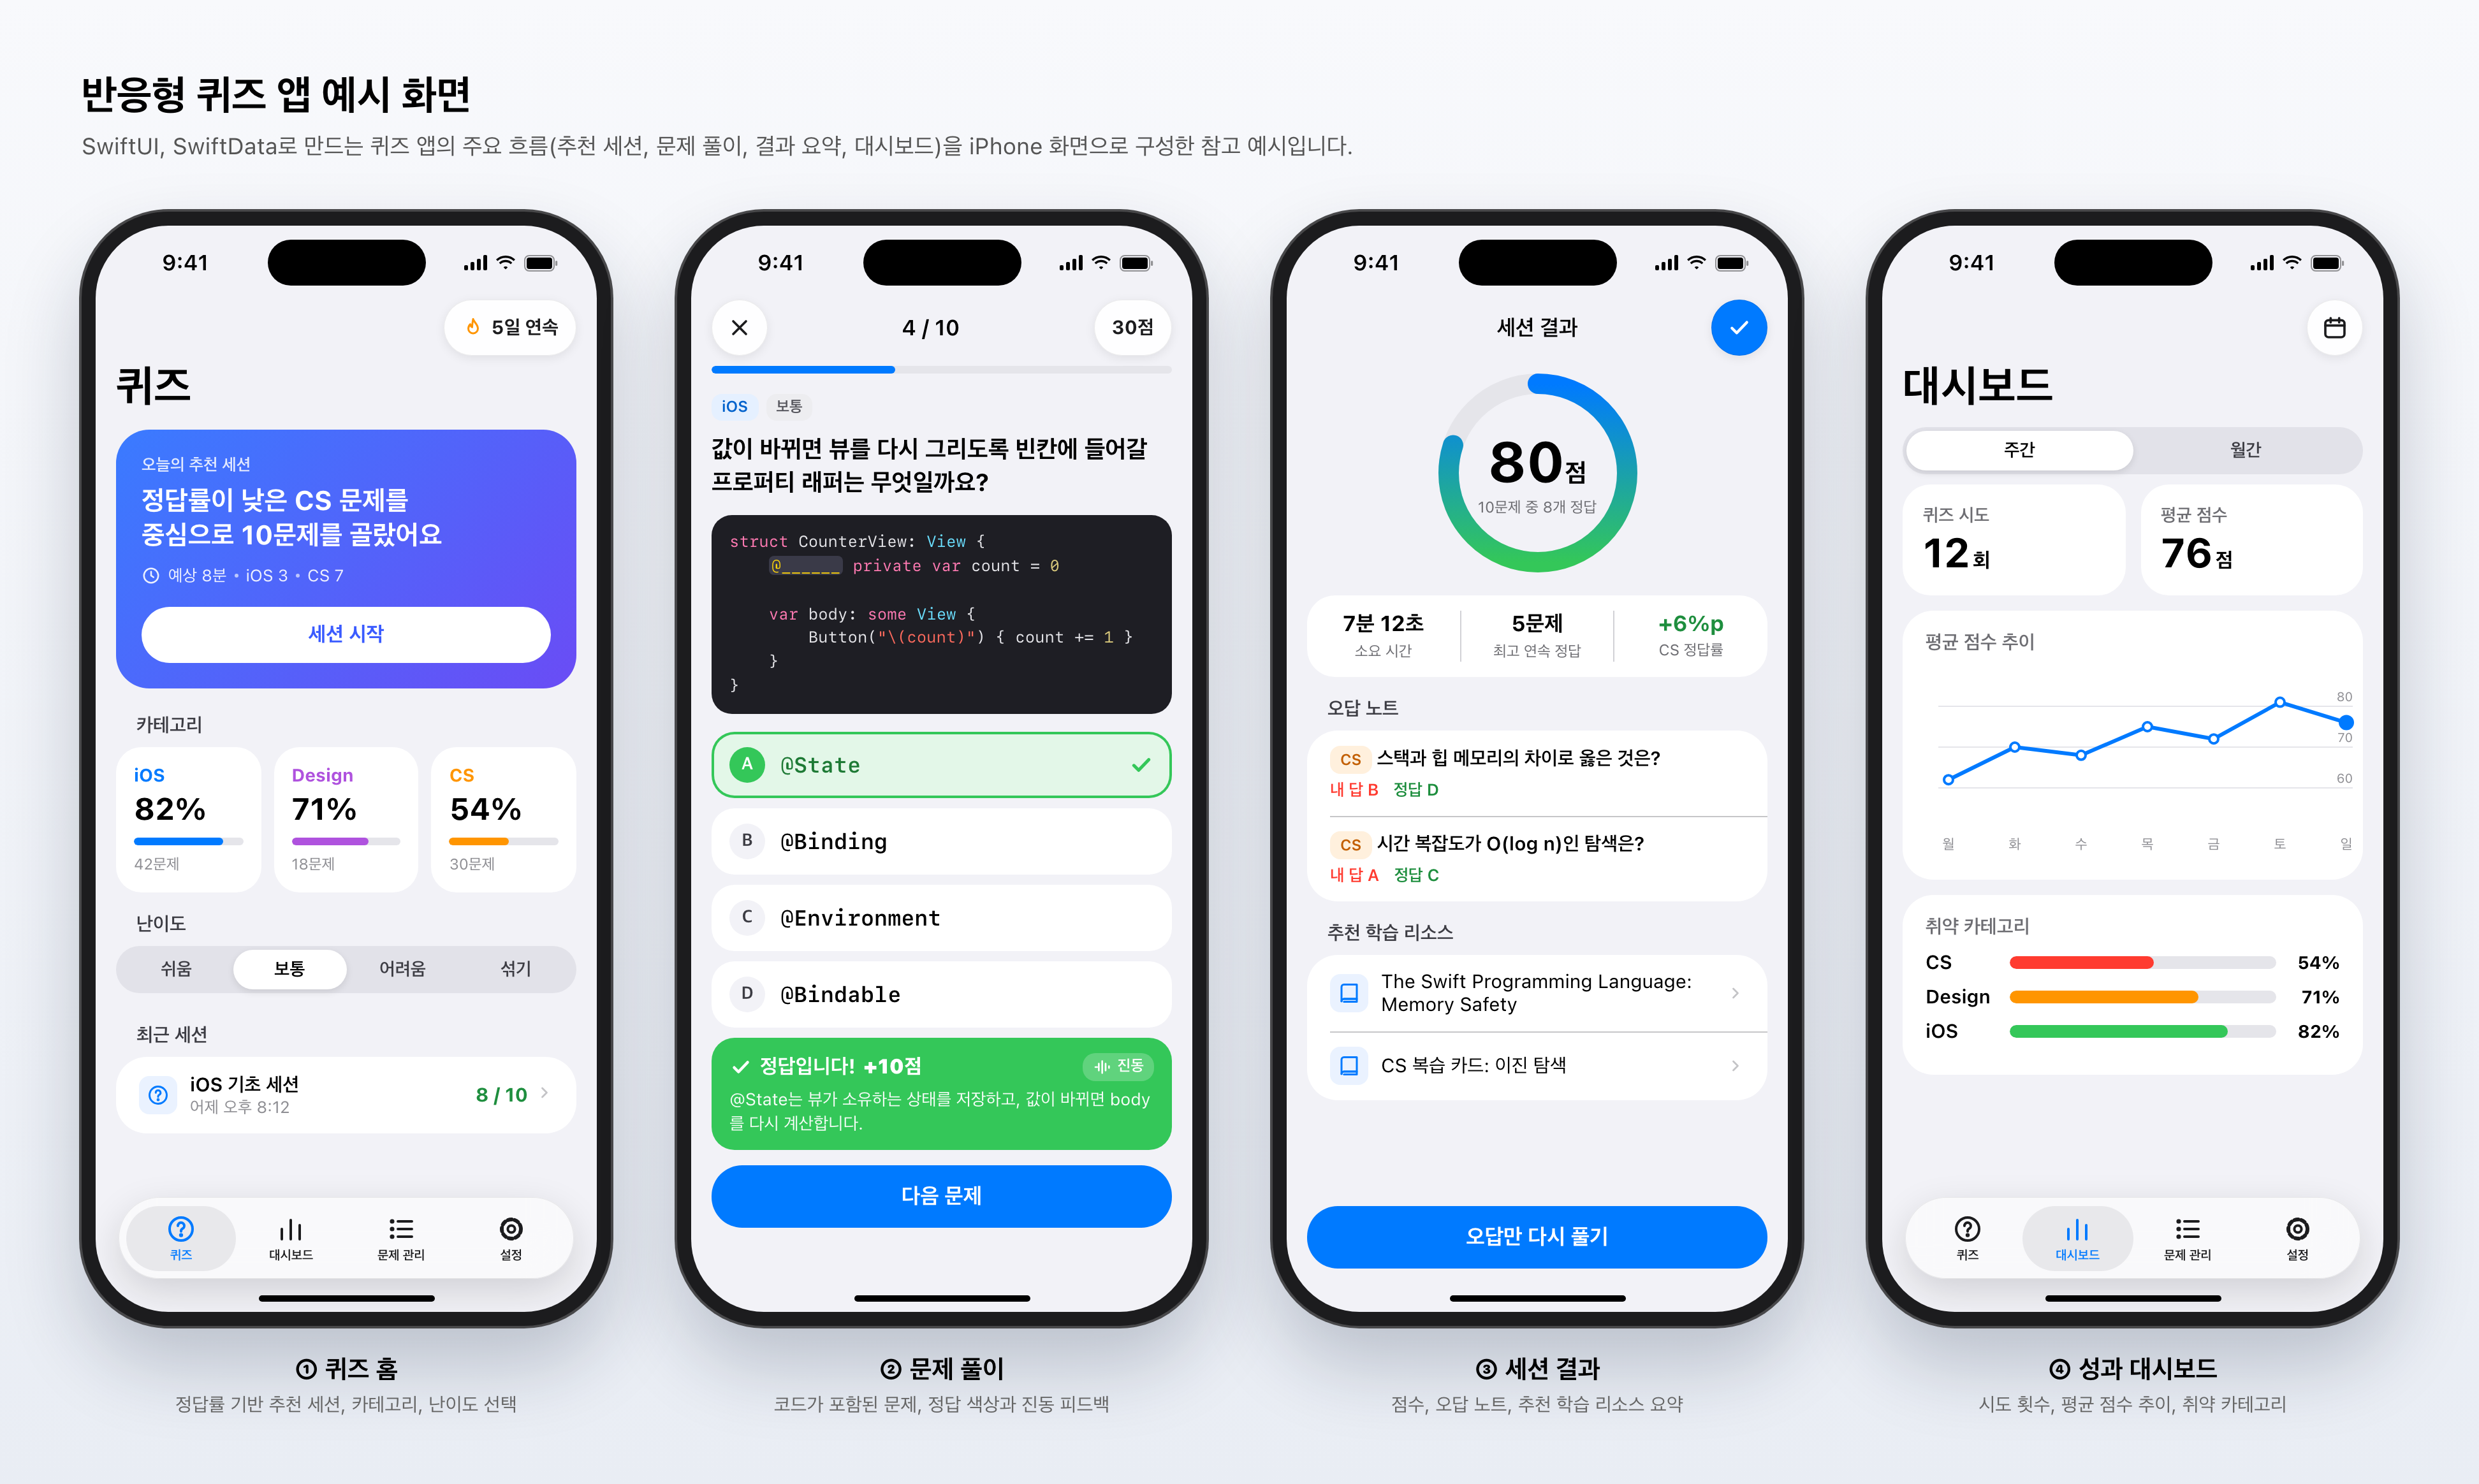 반응형 퀴즈 앱 예시 화면
SwiftUI, SwiftData로 만드는 퀴즈 앱의 주요 흐름(추천 세션, 문제 풀이, 결과 요약, 대시보드)을 iPhone 화면으로 구성한 참고 예시입니다.
9:41
5일 연속
퀴즈
오늘의 추천 세션
정답률이 낮은 CS 문제를
중심으로 10문제를 골랐어요
예상 8분 • iOS 3 • CS 7
세션 시작
카테고리
iOS
82%
42문제
Design
71%
18문제
CS
54%
30문제
난이도
쉬움 보통 어려움 섞기
최근 세션
iOS 기초 세션
어제 오후 8:12
8 / 10
퀴즈 대시보드 문제 관리 설정
① 퀴즈 홈
정답률 기반 추천 세션, 카테고리, 난이도 선택
9:41
4 / 10
30점
iOS 보통
값이 바뀌면 뷰를 다시 그리도록 빈칸에 들어갈
프로퍼티 래퍼는 무엇일까요?
struct CounterView: View {
@______ private var count = 0
var body: some View {
Button("\(count)") { count += 1 }
}
}
A @State
B @Binding
C @Environment
D @Bindable
정답입니다! +10점
진동
@State는 뷰가 소유하는 상태를 저장하고, 값이 바뀌면 body
를 다시 계산합니다.
다음 문제
② 문제 풀이
코드가 포함된 문제, 정답 색상과 진동 피드백
9:41
세션 결과
80점
10문제 중 8개 정답
7분 12초
소요 시간
5문제
최고 연속 정답
+6%p
CS 정답률
오답 노트
CS 스택과 힙 메모리의 차이로 옳은 것은?
내 답 B 정답 D
CS 시간 복잡도가 O(log n)인 탐색은?
내 답 A 정답 C
추천 학습 리소스
The Swift Programming Language:
Memory Safety
CS 복습 카드: 이진 탐색
오답만 다시 풀기
③ 세션 결과
점수, 오답 노트, 추천 학습 리소스 요약
9:41
대시보드
주간 월간
퀴즈 시도
12회
평균 점수
76점
평균 점수 추이
80
70
60
월 화 수 목 금 토 일
취약 카테고리
CS 54%
Design 71%
iOS 82%
퀴즈 대시보드 문제 관리 설정
④ 성과 대시보드
시도 횟수, 평균 점수 추이, 취약 카테고리